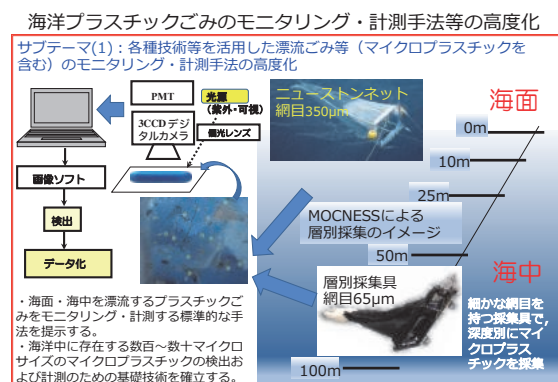 海洋プラスチックごみのモニタリング・計測手法等の高度化
サブテーマ(1)：各種技術等を活用した漂流ごみ等（マイクロプラスチックを
含む）のモニタリング・計測手法の高度化
PMT
光源
(紫外・可視)
3CCDデジ
タルカメラ
偏光レンズ
画像ソフト
検出
データ化
ニューストンネット
網目350μm
海面
0m
10m
25m
MOCNESSによる
層別採集のイメージ
50m
海中
層別採集具
網目65μm
細かな網目を
持つ採集具で,
深度別にマイ
クロプラス
チックを採集
100m
・海面・海中を漂流するプラスチックご
みをモニタリング・計測する標準的な手
法を提示する。
・海洋中に存在する数百～数十マイクロ
サイズのマイクロプラスチックの検出お
よび計測のための基礎技術を確立する。